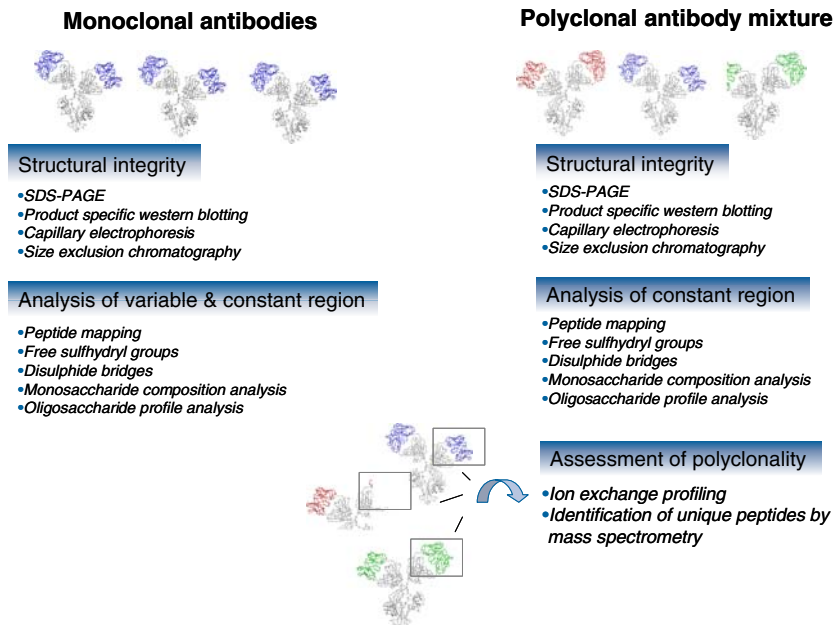 Monoclonal antibodies
Structural integrity
•SDS-PAGE
•Product specific western blotting
•Capillary electrophoresis
•Size exclusion chromatography
Analysis of variable & constant region
•Peptide mapping
•Free sulfhydryl groups
•Disulphide bridges
•Monosaccharide composition analysis
•Oligosaccharide profile analysis
Polyclonal antibody mixture
Structural integrity
•SDS-PAGE
•Product specific western blotting
•Capillary electrophoresis
•Size exclusion chromatography
Analysis of constant region
•Peptide mapping
•Free sulfhydryl groups
•Disulphide bridges
•Monosaccharide composition analysis
•Oligosaccharide profile analysis
Assessment of polyclonality
•Ion exchange profiling
•Identification of unique peptides by
mass spectrometry